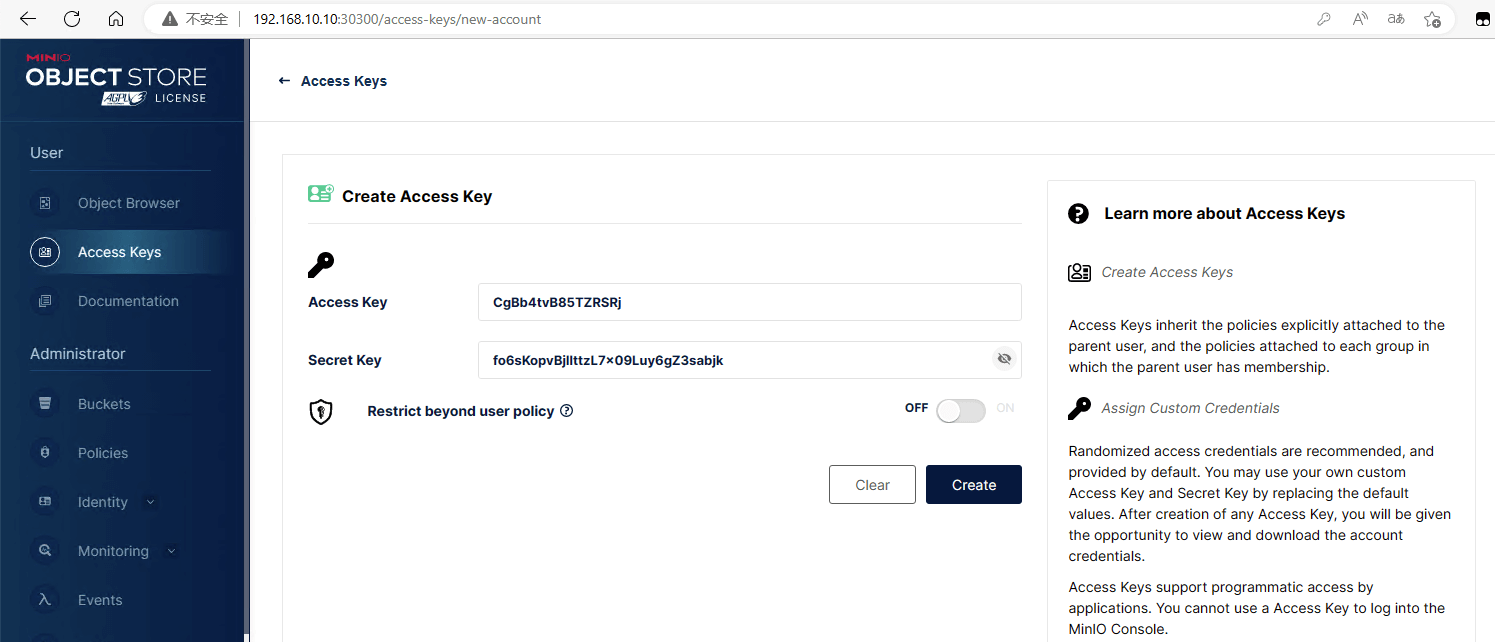 不安全 192.168.10.10:30300/access-keys/new-account
MINIO
OBJECT STORE
AGPLV3 LICENSE
User
Object Browser
Access Keys
Documentation
Administrator
Buckets
Policies
Identity
Monitoring
Events
← Access Keys
Create Access Key
Access Key CgBb4tvB85TZRSRj
Secret Key
Restrict beyond user policy
OFF ON
Clear Create
Learn more about Access Keys
Create Access Keys
Access Keys inherit the policies explicitly attached to the
parent user, and the policies attached to each group in
which the parent user has membership.
Assign Custom Credentials
Randomized access credentials are recommended, and
provided by default. You may use your own custom
Access Key and Secret Key by replacing the default
values. After creation of any Access Key, you will be given
the opportunity to view and download the account
credentials.
Access Keys support programmatic access by
applications. You cannot use a Access Key to log into the
MinIO Console.